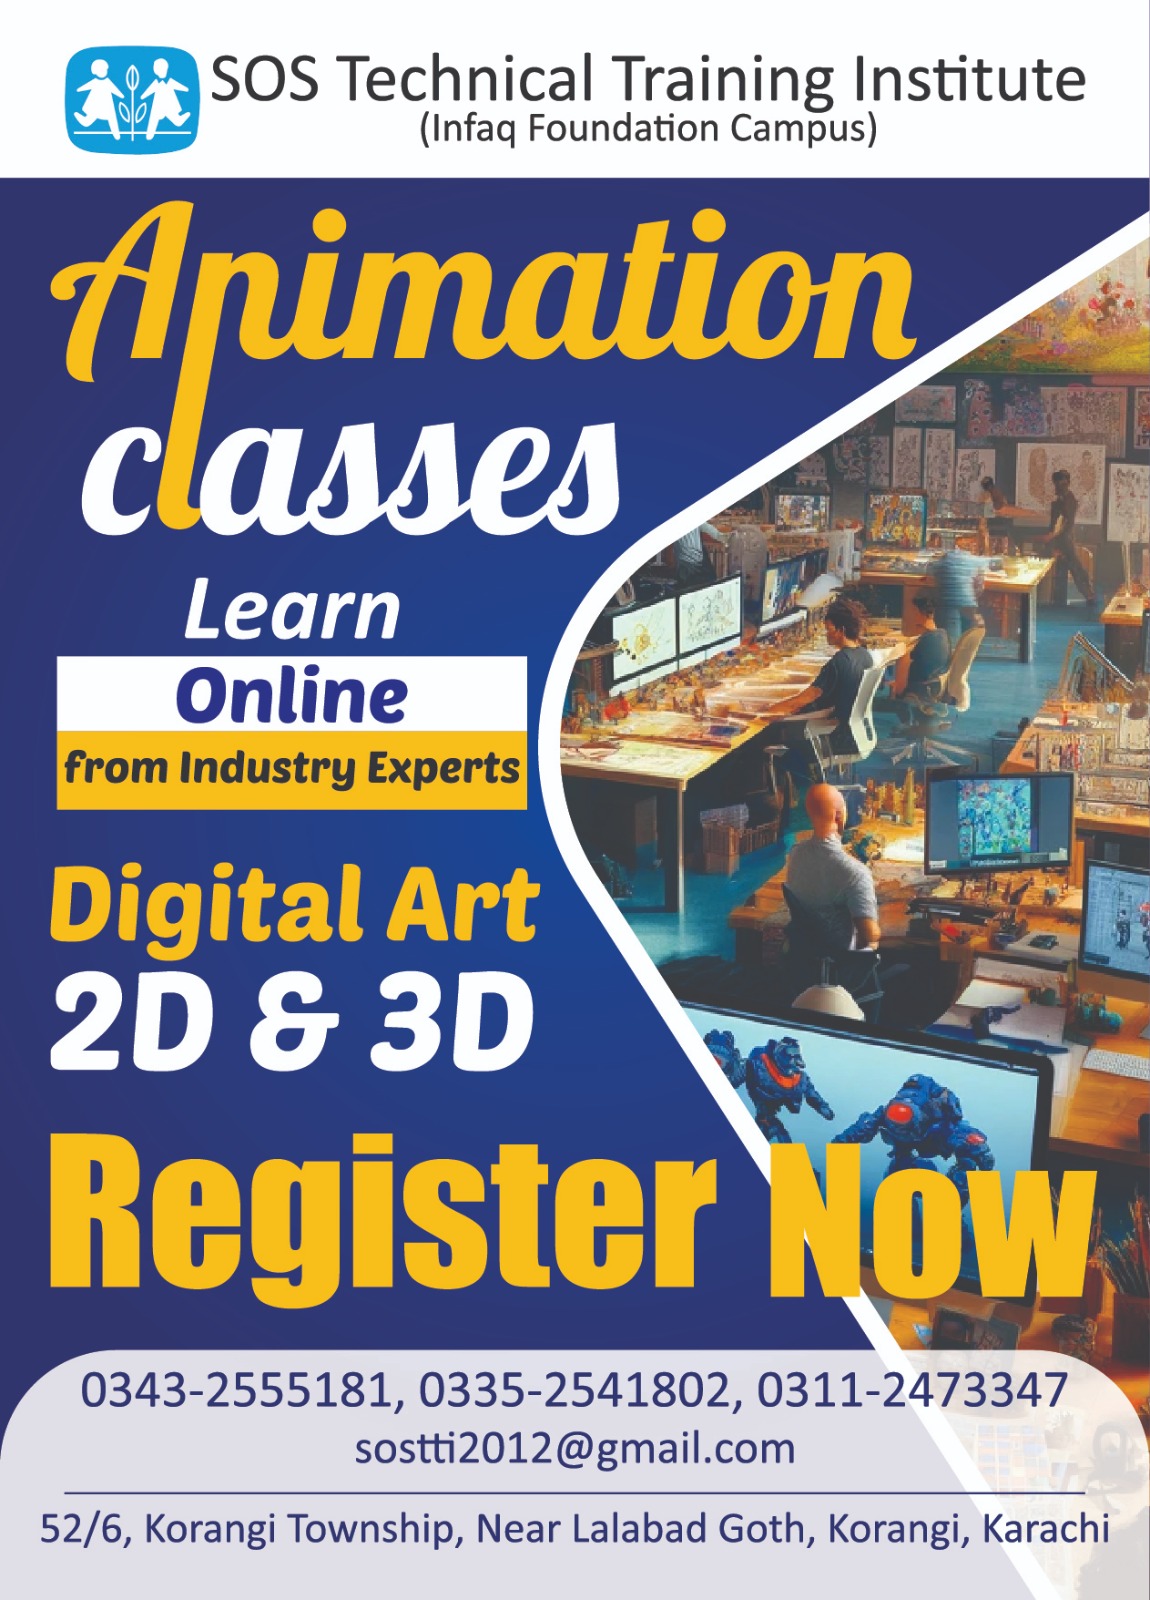 SOS Technical Training Institute
(Infaq Foundation Campus)
Animation
classes
Learn
Online
from Industry Experts
Digital Art
2D & 3D
Register Now
0343-2555181, 0335-2541802, 0311-2473347
sostti2012@gmail.com
52/6, Korangi Township, Near Lalabad Goth, Korangi, Karachi